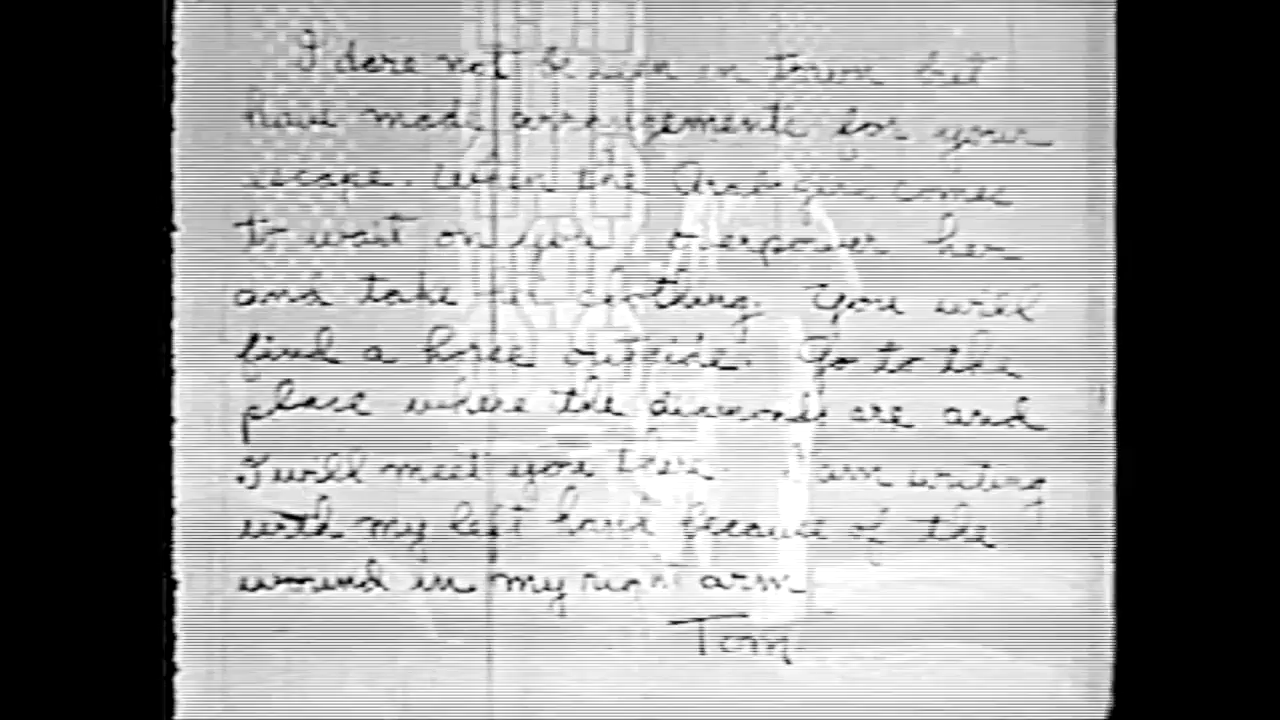 I dare not be seen in town but
have made arrangements for your
escape. When the Arab girl comes
to wait on you, overpower her
and take her clothing. You will
find a horse outside. Go to the
place where the diamonds are and
I will meet you there. I am writing
with my left hand because of the
wound in my right arm
Tom